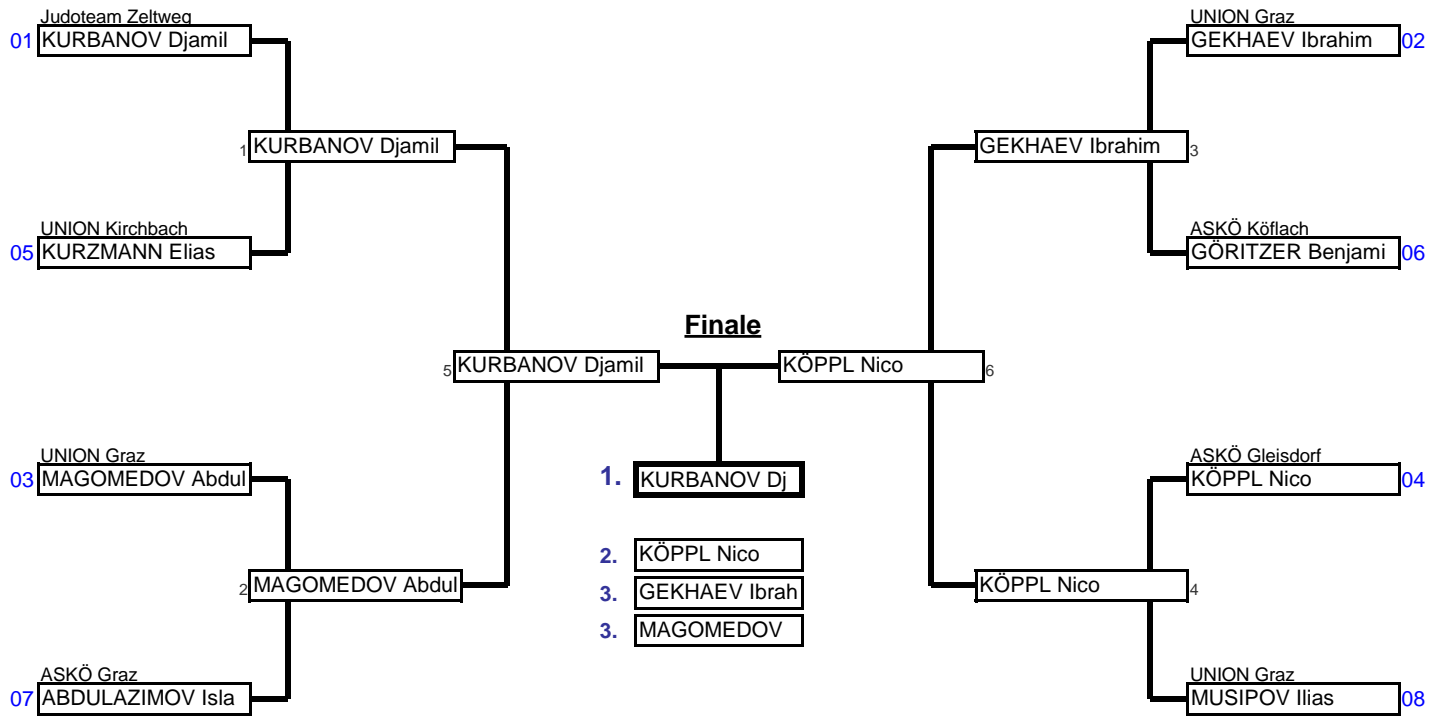 Judoteam Zeltweg
01 KURBANOV Djamil
UNION Graz
GEKHAEV Ibrahim 02
1 KURBANOV Djamil
GEKHAEV Ibrahim 3
UNION Kirchbach
05 KURZMANN Elias
ASKÖ Köflach
GÖRITZER Benjami 06
Finale
5 KURBANOV Djamil
KÖPPL Nico 6
UNION Graz
03 MAGOMEDOV Abdul
1. KURBANOV Dj
ASKÖ Gleisdorf
KÖPPL Nico 04
2. KÖPPL Nico
3. GEKHAEV Ibrah
3. MAGOMEDOV
2 MAGOMEDOV Abdul
KÖPPL Nico 4
ASKÖ Graz
07 ABDULAZIMOV Isla
UNION Graz
MUSIPOV Ilias 08